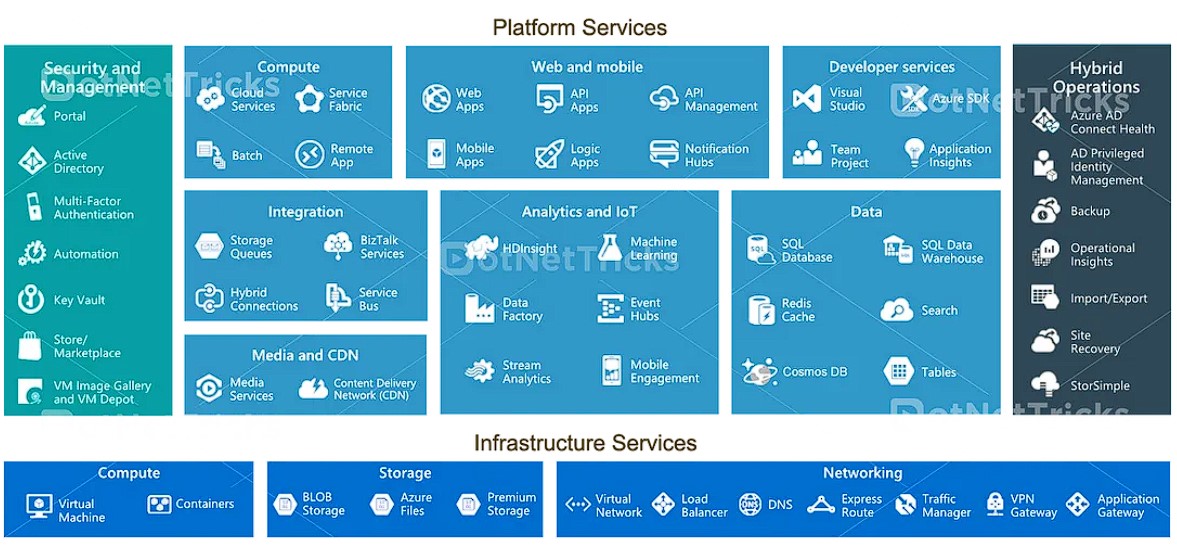 Platform Services
Security and
Management
Portal
Active
Directory
Multi-Factor
Authentication
Automation
Key Vault
Store/
Marketplace
VM Image Gallery
and VM Depot
Compute
Cloud
Services
Service
Fabric
Batch
Remote
App
Web and mobile
Web
Apps
API
Apps
API
Management
Mobile
Apps
Logic
Apps
Notification
Hubs
Developer services
Visual
Studio
Azure SDK
Team
Project
Application
Insights
Integration
Storage
Queues
BizTalk
Services
Hybrid
Connections
Service
Bus
Media and CDN
Media
Services
Content Delivery
Network (CDN)
Analytics and IoT
HDInsight
Machine
Learning
Data
Factory
Event
Hubs
Stream
Analytics
Mobile
Engagement
Data
SQL
SQL
Database
SQL Data
Warehouse
Redis
Cache
Search
Cosmos DB
Tables
Hybrid
Operations
Azure AD
Connect Health
AD Privileged
Identity
Management
Backup
Operational
Insights
Import/Export
Site
Recovery
StorSimple
DotNetTricks
DotNetTricks
DotNetTricks
DotNetTricks
Infrastructure Services
Compute
Virtual
Machine
Containers
Storage
BLOB
Storage
Azure
Files
Premium
Storage
Networking
Virtual
Network
Load
Balancer
DNS
DNS
Express
Route
Traffic
Manager
VPN
Gateway
Application
Gateway